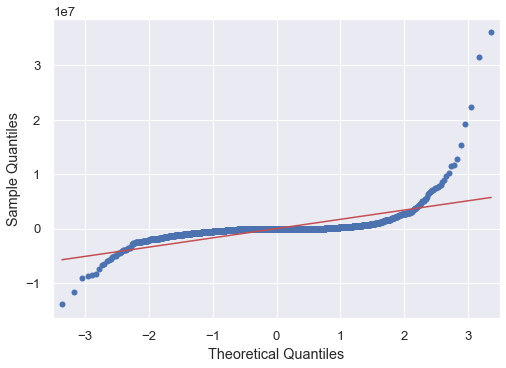 1e7
3
2
1
0
−1
Sample Quantiles
−3 −2 −1 0 1 2 3
Theoretical Quantiles